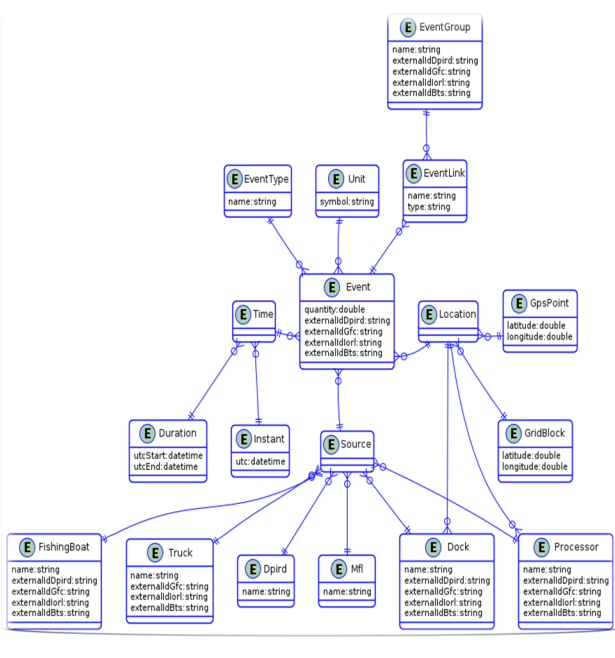 E EventGroup
name:string
externalIdDpird:string
externalIdGfc:string
externalIdIorl:string
externalIdBts:string
E EventType
name:string
E Unit
symbol:string
E EventLink
name:string
type:string
E Event
quantity:double
externalIdDpird:string
externalIdGfc:string
externalIdIorl:string
externalIdBts:string
E Time
E Location
E GpsPoint
latitude:double
longitude:double
E Duration
utcStart:datetime
utcEnd:datetime
E Instant
utc:datetime
E Source
E GridBlock
latitude:double
longitude:double
E FishingBoat
name:string
externalIdDpird:string
externalIdGfc:string
externalIdIorl:string
externalIdBts:string
E Truck
name:string
externalIdGfc:string
externalIdIorl:string
externalIdBts:string
E Dpird
name:string
E Mfl
name:string
E Dock
name:string
externalIdDpird:string
externalIdGfc:string
externalIdIorl:string
externalIdBts:string
E Processor
name:string
externalIdDpird:string
externalIdGfc:string
externalIdIorl:string
externalIdBts:string